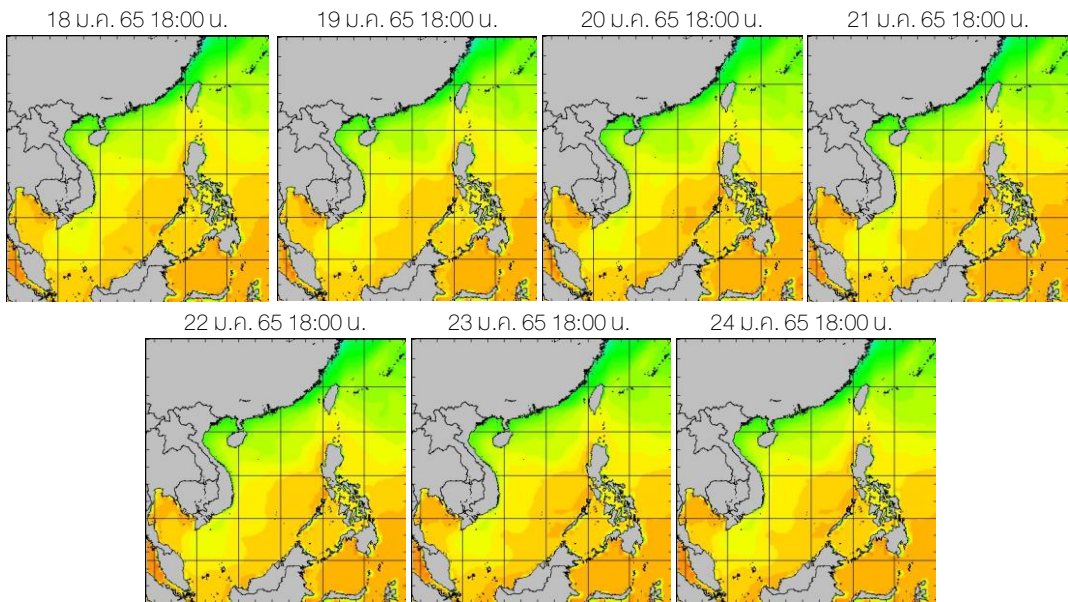 18 ม.ค. 65 18:00 น.
19 ม.ค. 65 18:00 น.
20 ม.ค. 65 18:00 น.
21 ม.ค. 65 18:00 น.
22 ม.ค. 65 18:00 น.
23 ม.ค. 65 18:00 น.
24 ม.ค. 65 18:00 น.